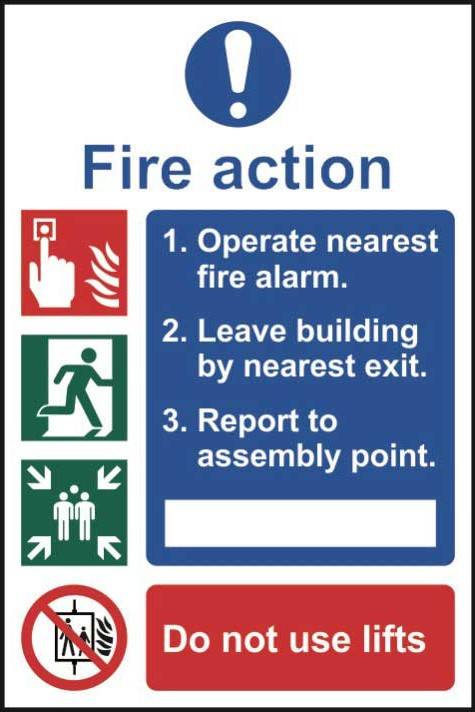 Fire action
1. Operate nearest
fire alarm.
2. Leave building
by nearest exit.
3. Report to
assembly point.
Do not use lifts